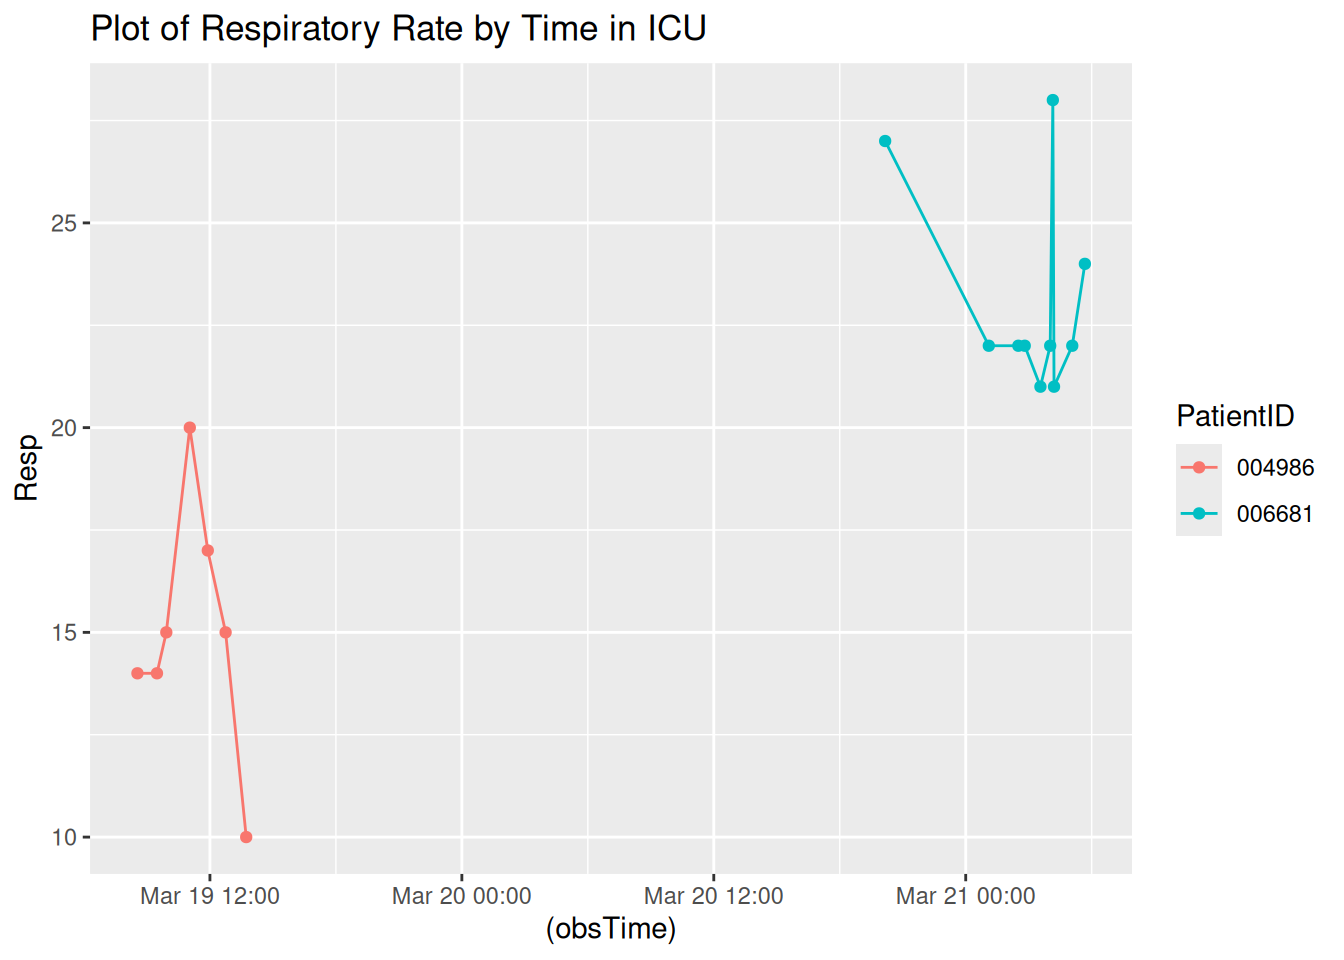 Plot of Respiratory Rate by Time in ICU
Resp
25
20
15
10
Mar 19 12:00
Mar 20 00:00
Mar 20 12:00
Mar 21 00:00
(obsTime)
PatientID
004986
006681